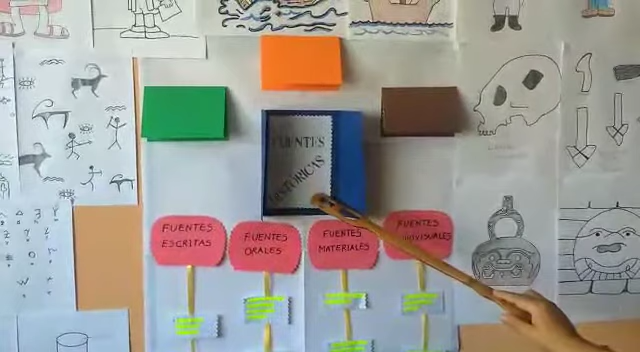 FUENTES
HISTÓRICAS
FUENTES
ESCRITAS
FUENTES
ORALES
FUENTES
MATERIALES
FUENTES